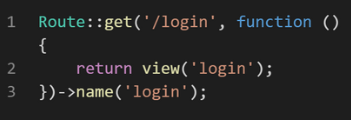 1 Route::get('/login', function ()
{
2     return view('login');
3 })->name('login');